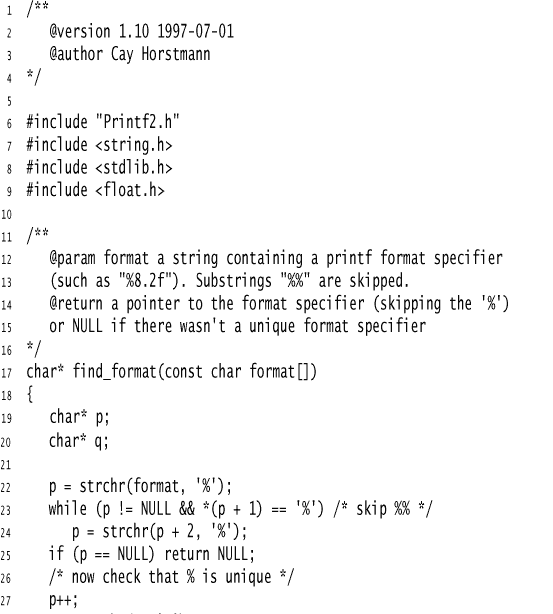 1 /**
2 @version 1.10 1997-07-01
3 @author Cay Horstmann
4 */
5
6 #include "Printf2.h"
7 #include <string.h>
8 #include <stdlib.h>
9 #include <float.h>
10
11 /**
12 @param format a string containing a printf format specifier
13 (such as "%8.2f"). Substrings "%%" are skipped.
14 @return a pointer to the format specifier (skipping the '%')
15 or NULL if there wasn't a unique format specifier
16 */
17 char* find_format(const char format[])
18 {
19 char* p;
20 char* q;
21
22 p = strchr(format, '%');
23 while (p != NULL && *(p + 1) == '%') /* skip %% */
24 p = strchr(p + 2, '%');
25 if (p == NULL) return NULL;
26 /* now check that % is unique */
27 p++;